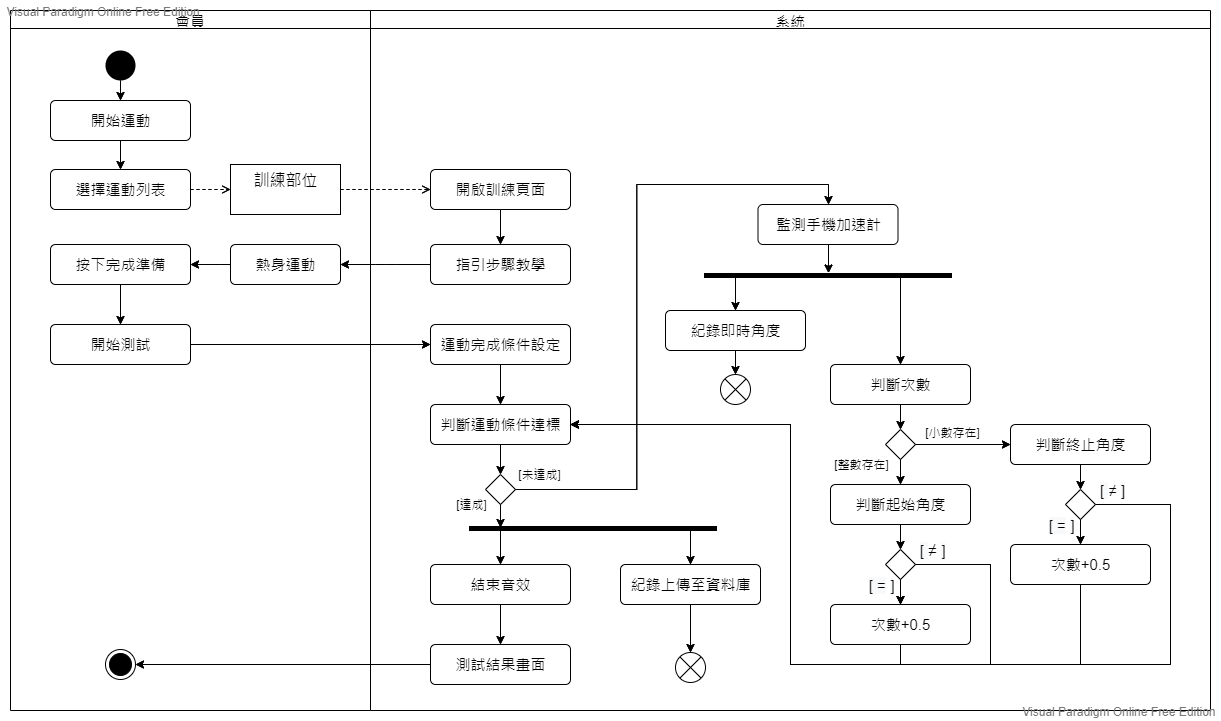 Visual Paradigm Online Free Edition
會員
系統
開始運動
選擇運動列表
訓練部位
開啟訓練頁面
監測手機加速計
按下完成準備
熱身運動
指引步驟教學
紀錄即時角度
開始測試
運動完成條件設定
判斷次數
判斷運動條件達標
[小數存在]
判斷終止角度
[整數存在]
[未達成]
[達成]
判斷起始角度
[ ≠ ]
[ = ]
[ ≠ ]
次數+0.5
結束音效
紀錄上傳至資料庫
[ = ]
次數+0.5
測試結果畫面
Visual Paradigm Online Free Edition